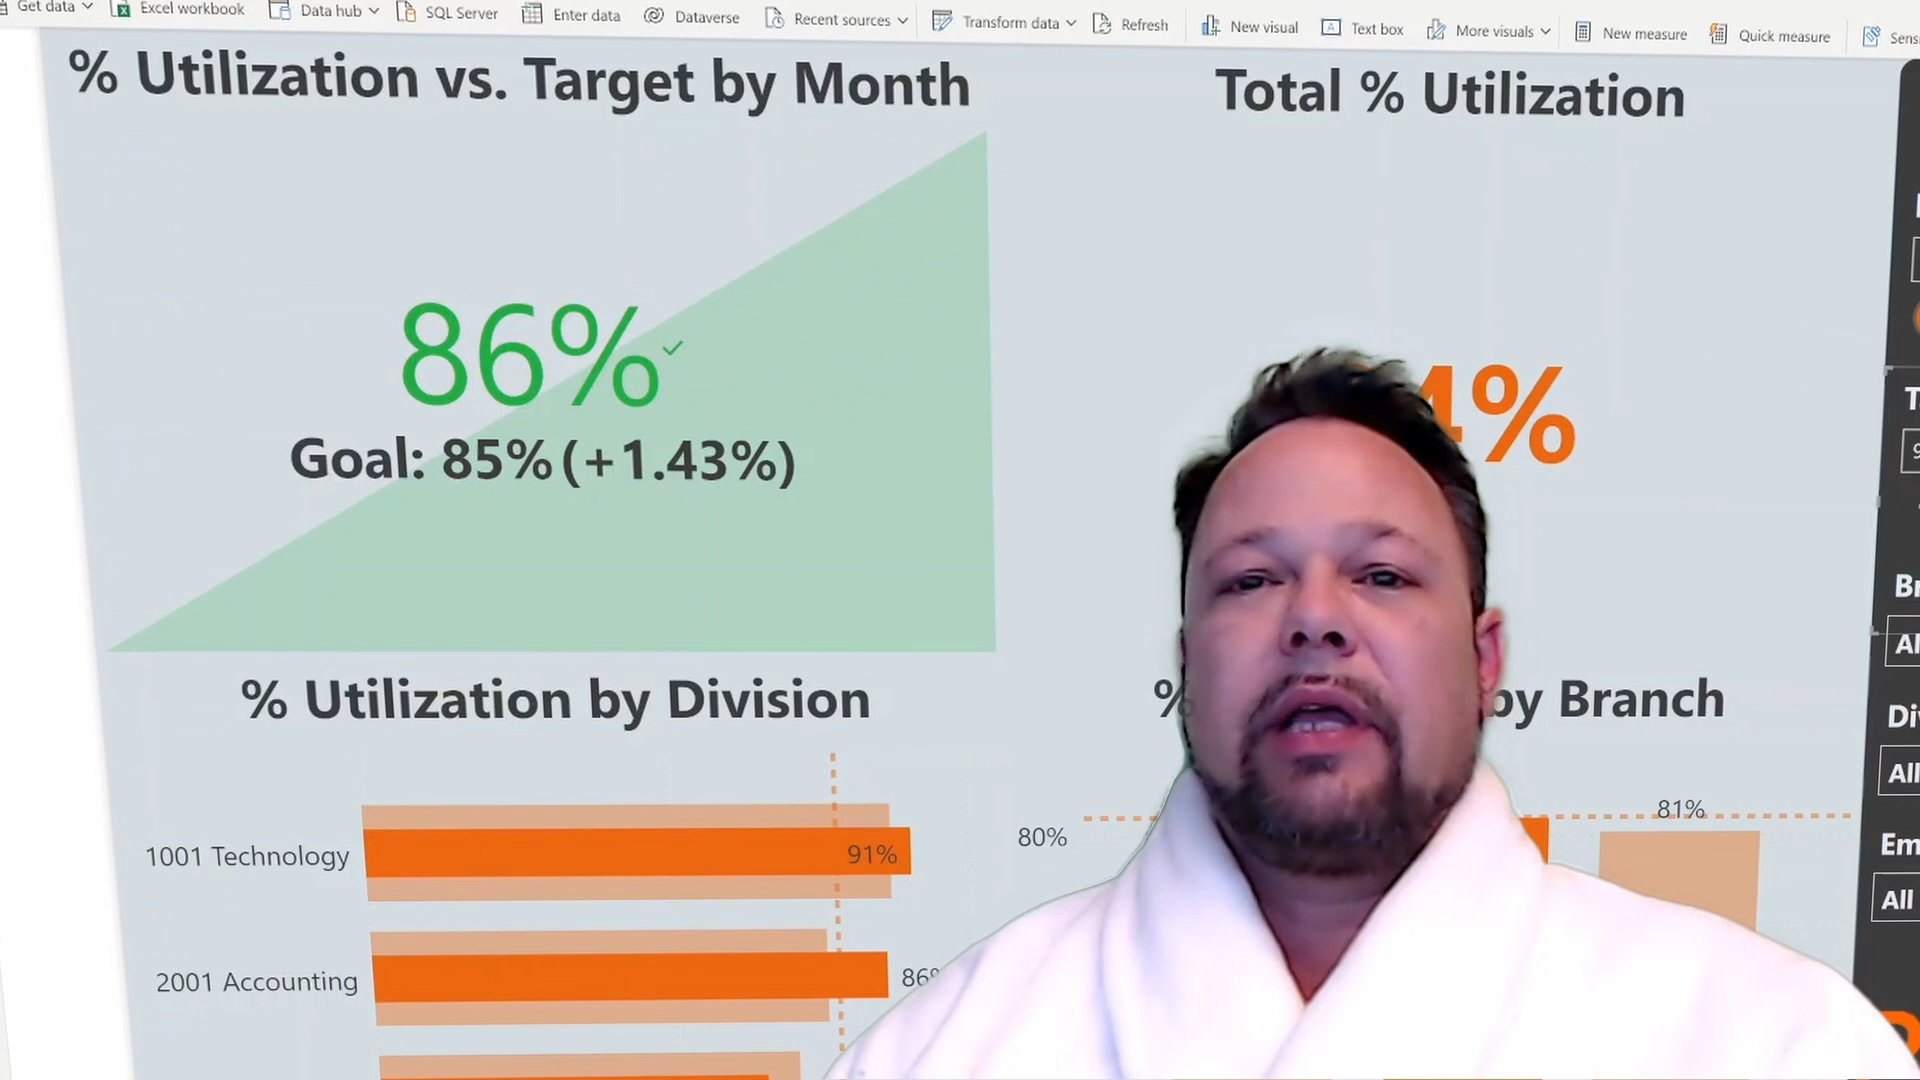 Get data Excel workbook Data hub SQL Server Enter data Dataverse Recent sources Transform data Refresh New visual Text box More visuals New measure Quick measure
% Utilization vs. Target by Month
Total % Utilization
86%
4%
Goal: 85% (+1.43%)
% Utilization by Division
% by Branch
1001 Technology
91%
80%
81%
2001 Accounting
86%
All
All